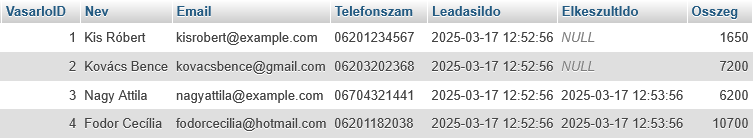 VasarloID Nev Email Telefonszam LeadasiIdo ElkeszultIdo Osszeg
1 Kis Róbert kisrobert@example.com 06201234567 2025-03-17 12:52:56 NULL 1650
2 Kovács Bence kovacsbence@gmail.com 06203202368 2025-03-17 12:52:56 NULL 7200
3 Nagy Attila nagyattila@example.com 06704321441 2025-03-17 12:52:56 2025-03-17 12:53:56 6200
4 Fodor Cecília fodorcecilia@hotmail.com 06201182038 2025-03-17 12:52:56 2025-03-17 12:53:56 10700